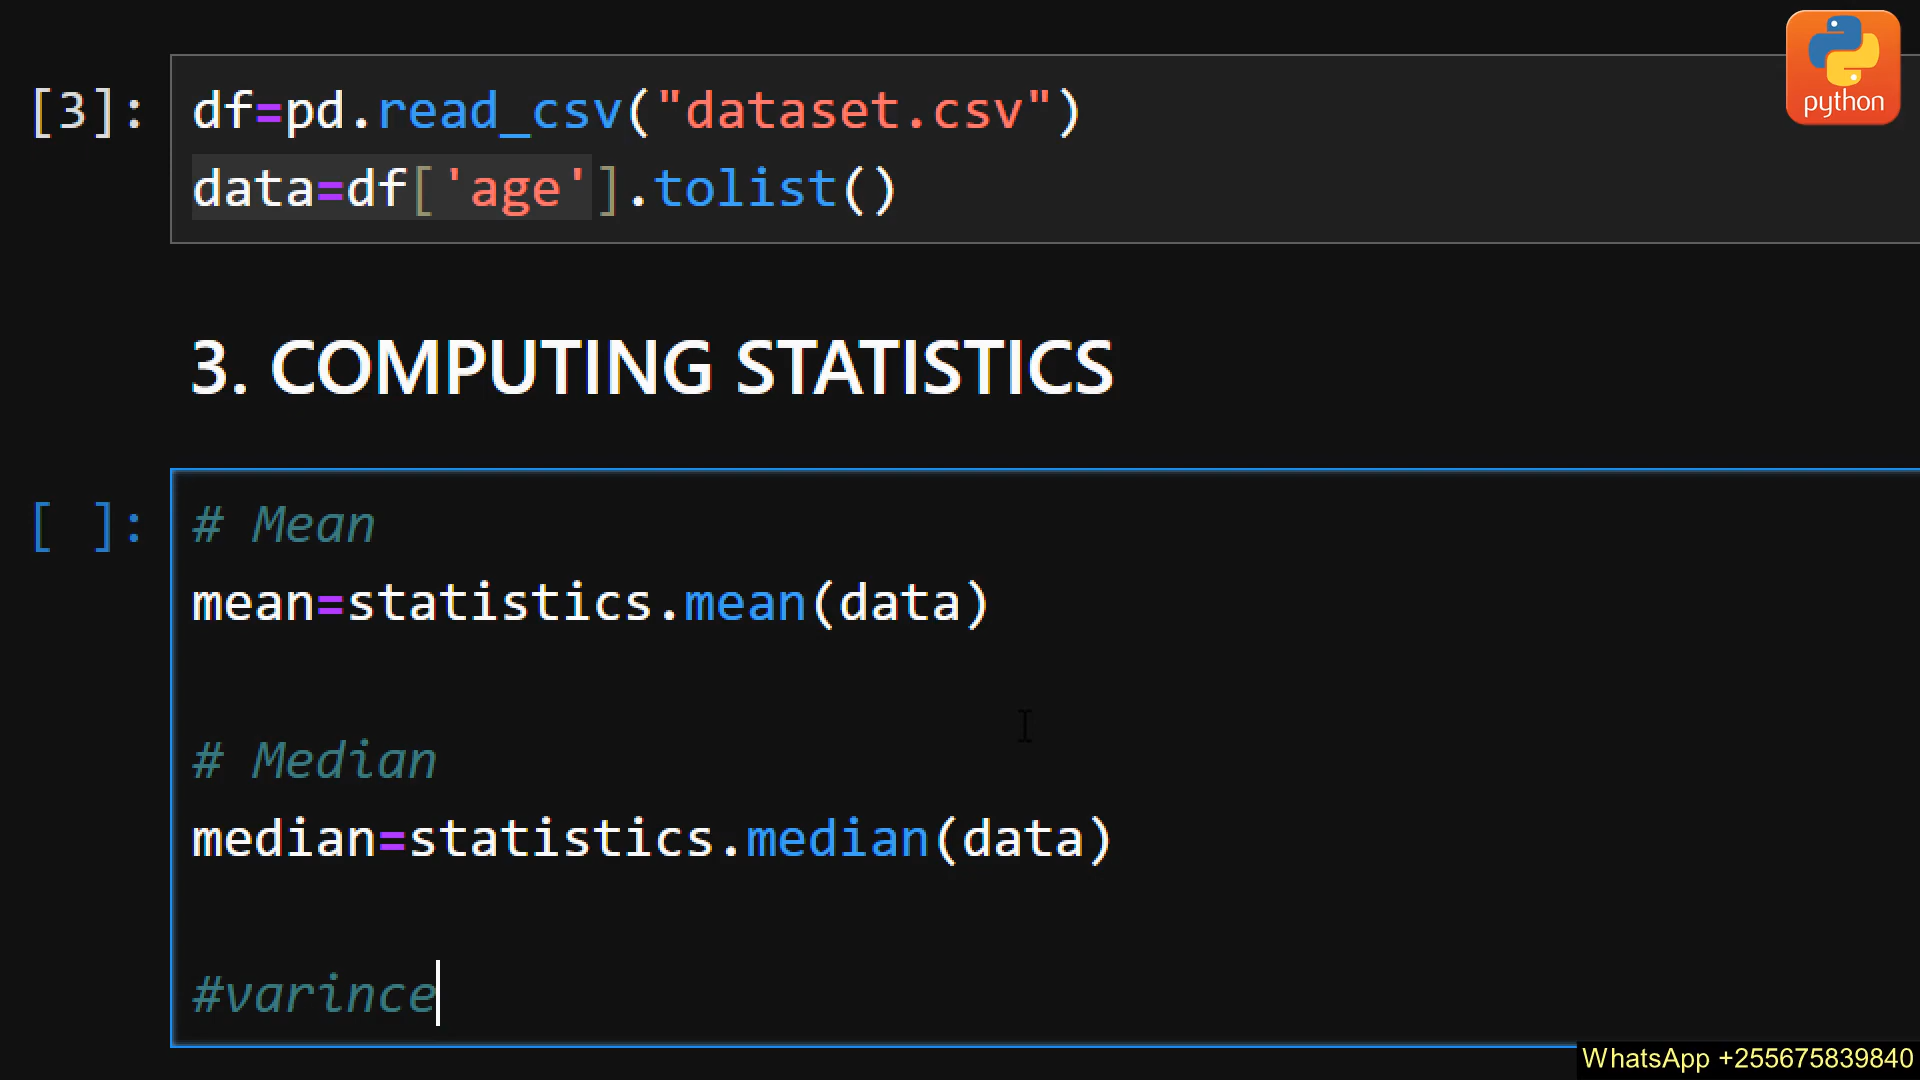 python
[3]: df=pd.read_csv("dataset.csv")
data=df['age'].tolist()
3. COMPUTING STATISTICS
[ ]: # Mean
mean=statistics.mean(data)
# Median
median=statistics.median(data)
#varince
WhatsApp +255675839840